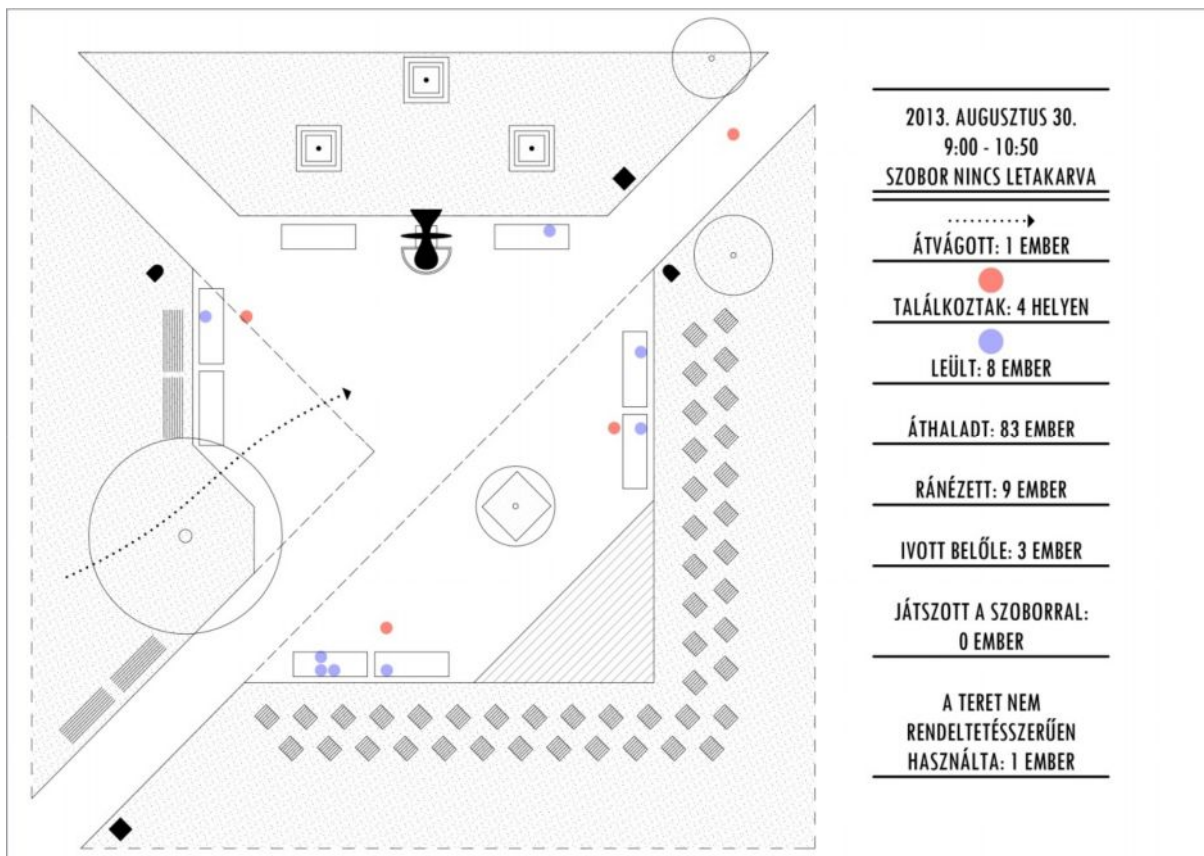 2013. AUGUSZTUS 30.
9:00 - 10:50
SZOBOR NINCS LETAKARVA
ÁTVÁGOTT: 1 EMBER
TALÁLKOZTAK: 4 HELYEN
LEÜLT: 8 EMBER
ÁTHALADT: 83 EMBER
RÁNÉZETT: 9 EMBER
IVOTT BELŐLE: 3 EMBER
JÁTSZOTT A SZOBORRAL:
0 EMBER
A TERET NEM
RENDELTETÉSSZERŰEN
HASZNÁLTA: 1 EMBER